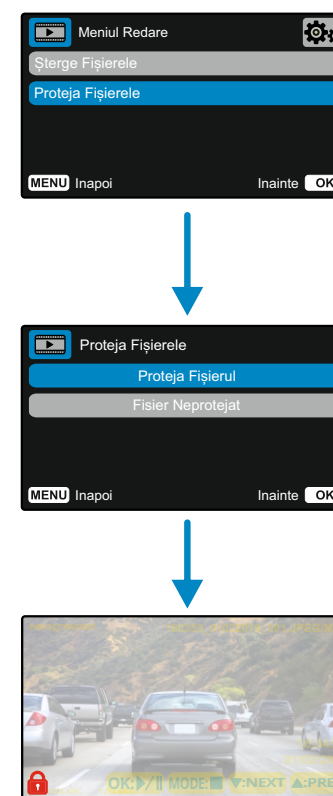 Meniul Redare
Șterge Fișierele
Proteja Fișierele
MENU Inapoi Inainte OK
Proteja Fișierele
Proteja Fișierul
Fisier Neprotejat
MENU Inapoi Inainte OK
OK: MODE: :NEXT :PRE